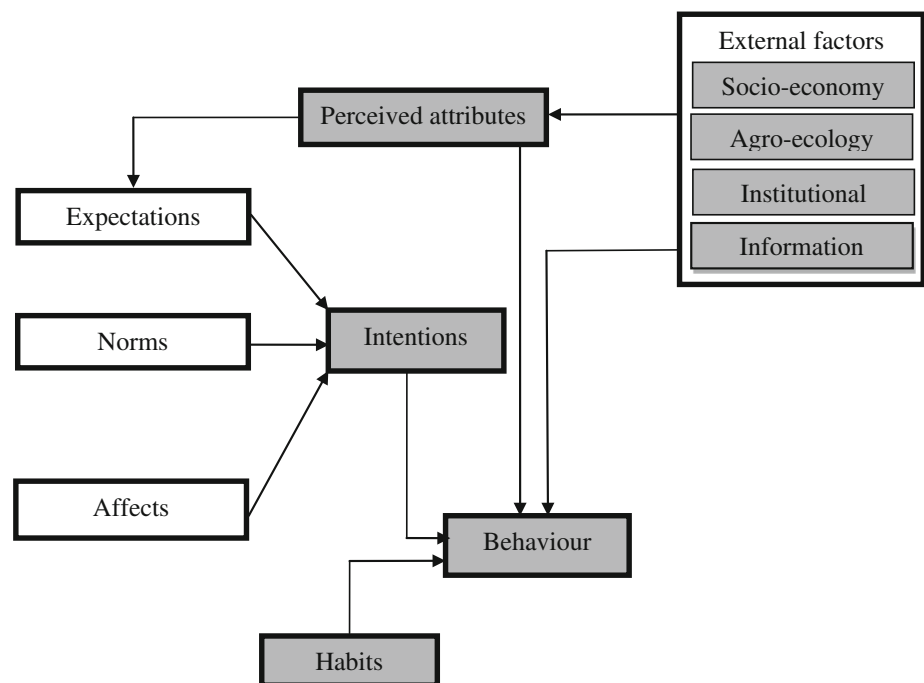 External factors
Socio-economy
Perceived attributes
Agro-ecology
Institutional
Expectations
Information
Norms
Intentions
Affects
Behaviour
Habits